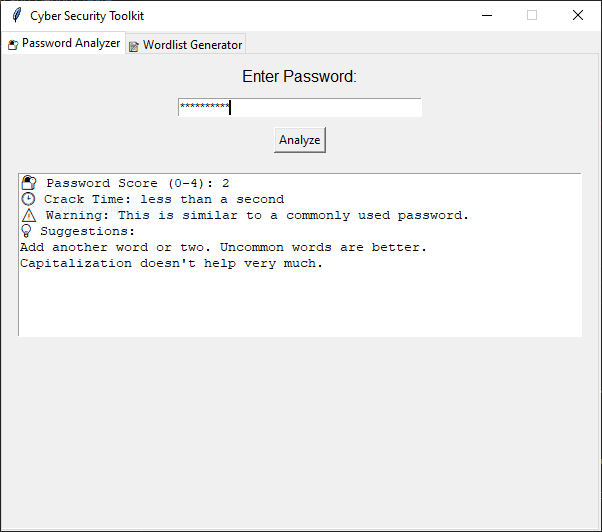 Cyber Security Toolkit
Password Analyzer
Wordlist Generator
Enter Password:
**********
Analyze
Password Score (0-4): 2
Crack Time: less than a second
Warning: This is similar to a commonly used password.
Suggestions:
Add another word or two. Uncommon words are better.
Capitalization doesn't help very much.